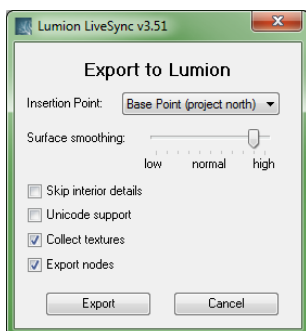 Lumion LiveSync v3.51
Export to Lumion
Insertion Point: Base Point (project north)
Surface smoothing:
low normal high
Skip interior details
Unicode support
Collect textures
Export nodes
Export Cancel